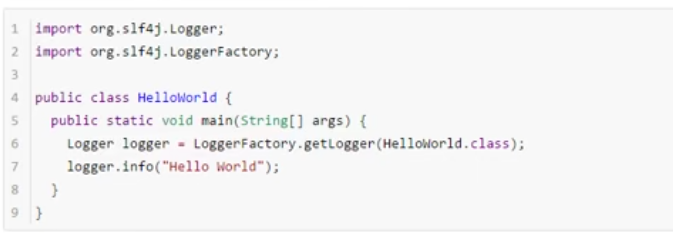 1 import org.slf4j.Logger;
2 import org.slf4j.LoggerFactory;
3
4 public class HelloWorld {
5   public static void main(String[] args) {
6     Logger logger = LoggerFactory.getLogger(HelloWorld.class);
7     logger.info("Hello World");
8   }
9 }